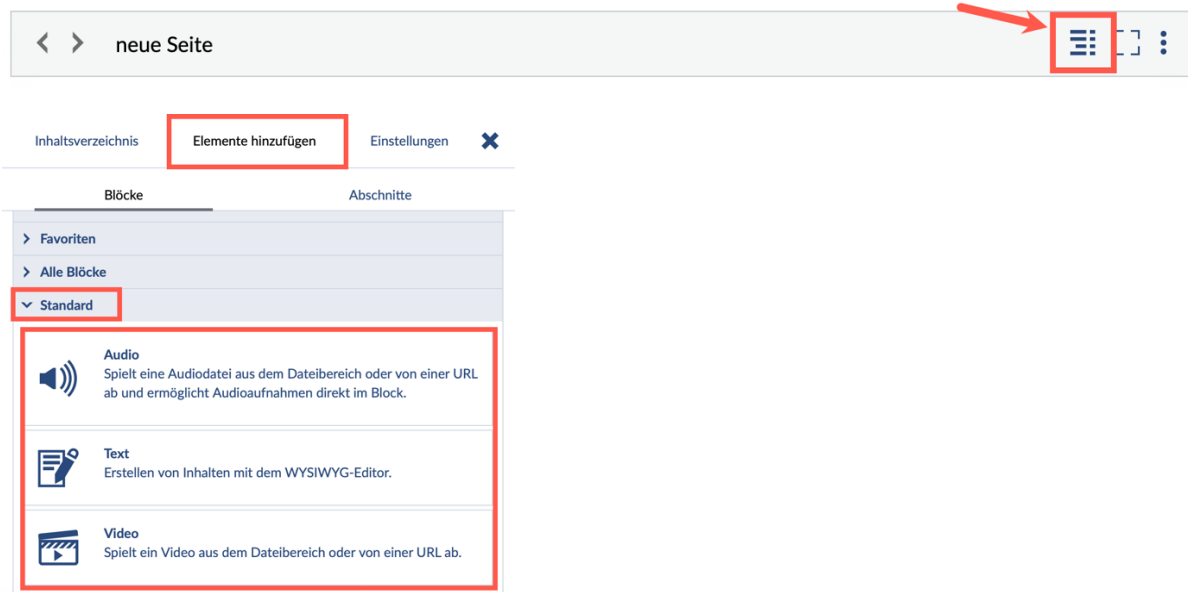 neue Seite
Inhaltsverzeichnis
Elemente hinzufügen
Einstellungen
Blöcke
Abschnitte
Favoriten
Alle Blöcke
Standard
Audio
Spielt eine Audiodatei aus dem Dateibereich oder von einer URL
ab und ermöglicht Audioaufnahmen direkt im Block.
Text
Erstellen von Inhalten mit dem WYSIWYG-Editor.
Video
Spielt ein Video aus dem Dateibereich oder von einer URL ab.